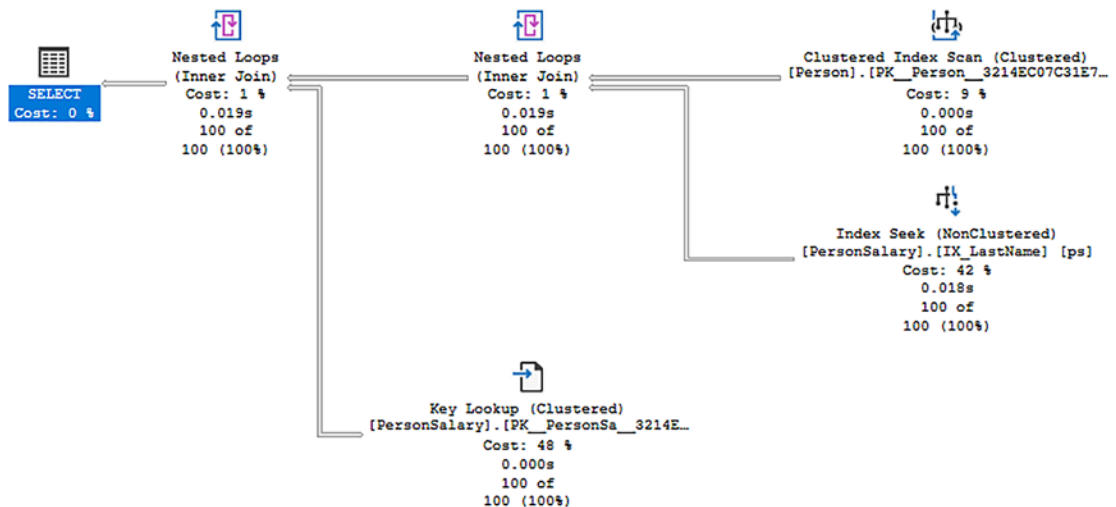 SELECT
Cost: 0 %
Nested Loops
(Inner Join)
Cost: 1 %
0.019s
100 of
100 (100%)
Nested Loops
(Inner Join)
Cost: 1 %
0.019s
100 of
100 (100%)
Clustered Index Scan (Clustered)
[Person].[PK__Person__3214EC07C31E7…
Cost: 9 %
0.000s
100 of
100 (100%)
Index Seek (NonClustered)
[PersonSalary].[IX_LastName] [ps]
Cost: 42 %
0.018s
100 of
100 (100%)
Key Lookup (Clustered)
[PersonSalary].[PK__PersonSa__3214E…
Cost: 48 %
0.000s
100 of
100 (100%)